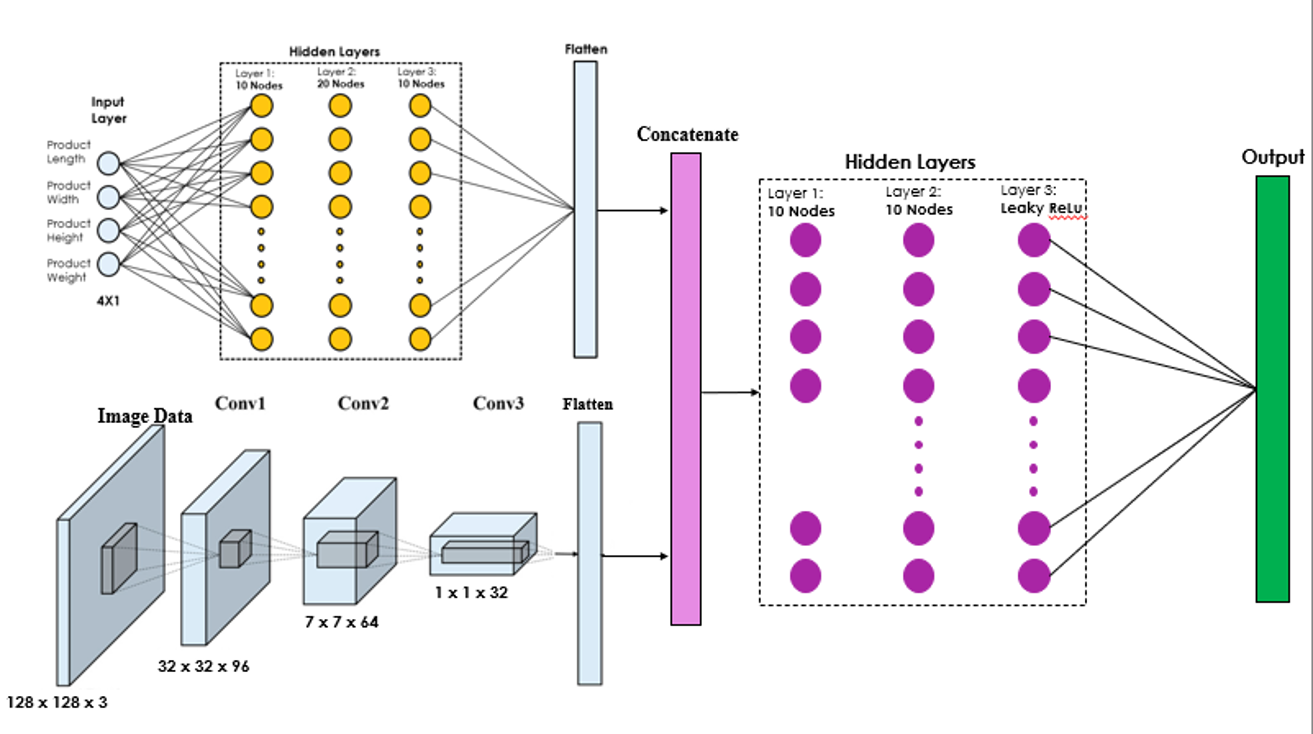 Hidden Layers
Layer 1:
10 Nodes
Layer 2:
20 Nodes
Layer 3:
10 Nodes
Input
Layer
Product
Length
Product
Width
Product
Height
Product
Weight
4X1
Flatten
Concatenate
Hidden Layers
Layer 1:
10 Nodes
Layer 2:
10 Nodes
Layer 3:
Leaky ReLu
Output
Image Data
Conv1
Conv2
Conv3
Flatten
128 x 128 x 3
32 x 32 x 96
7 x 7 x 64
1 x 1 x 32